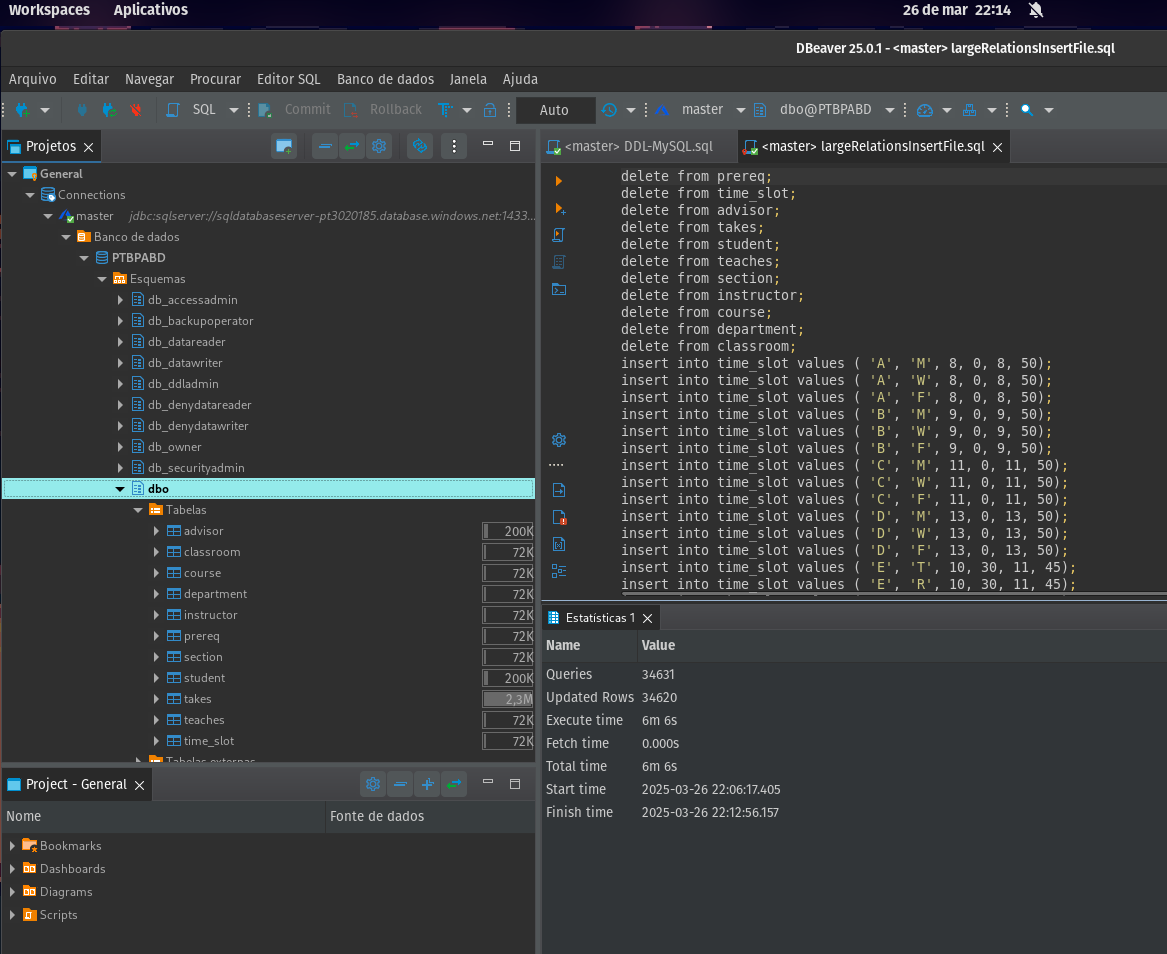 Workspaces Aplicativos 26 de mar 22:14
DBeaver 25.0.1 - <master> largeRelationsInsertFile.sql
Arquivo Editar Navegar Procurar Editor SQL Banco de dados Janela Ajuda
SQL Commit Rollback Auto master dbo@PTBPABD
Projetos
General
Connections
master jdbc:sqlserver://sqldatabaseserver-pt3020185.database.windows.net:1433...
Banco de dados
PTBPABD
Esquemas
db_accessadmin
db_backupoperator
db_datareader
db_datawriter
db_ddladmin
db_denydatareader
db_denydatawriter
db_owner
db_securityadmin
dbo
Tabelas
advisor 200K
classroom 72K
course 72K
department 72K
instructor 72K
prereq 72K
section 72K
student 200K
takes 2,3M
teaches 72K
time_slot 72K
Tabelas externas
Project - General
Nome Fonte de dados
Bookmarks
Dashboards
Diagrams
Scripts
<master> DDL-MySQL.sql <master> largeRelationsInsertFile.sql
delete from prereq;
delete from time_slot;
delete from advisor;
delete from takes;
delete from student;
delete from teaches;
delete from section;
delete from instructor;
delete from course;
delete from department;
delete from classroom;
insert into time_slot values ( 'A', 'M', 8, 0, 8, 50);
insert into time_slot values ( 'A', 'W', 8, 0, 8, 50);
insert into time_slot values ( 'A', 'F', 8, 0, 8, 50);
insert into time_slot values ( 'B', 'M', 9, 0, 9, 50);
insert into time_slot values ( 'B', 'W', 9, 0, 9, 50);
insert into time_slot values ( 'B', 'F', 9, 0, 9, 50);
insert into time_slot values ( 'C', 'M', 11, 0, 11, 50);
insert into time_slot values ( 'C', 'W', 11, 0, 11, 50);
insert into time_slot values ( 'C', 'F', 11, 0, 11, 50);
insert into time_slot values ( 'D', 'M', 13, 0, 13, 50);
insert into time_slot values ( 'D', 'W', 13, 0, 13, 50);
insert into time_slot values ( 'D', 'F', 13, 0, 13, 50);
insert into time_slot values ( 'E', 'T', 10, 30, 11, 45);
insert into time_slot values ( 'E', 'R', 10, 30, 11, 45);
Estatísticas 1
Name Value
Queries 34631
Updated Rows 34620
Execute time 6m 6s
Fetch time 0.000s
Total time 6m 6s
Start time 2025-03-26 22:06:17.405
Finish time 2025-03-26 22:12:56.157